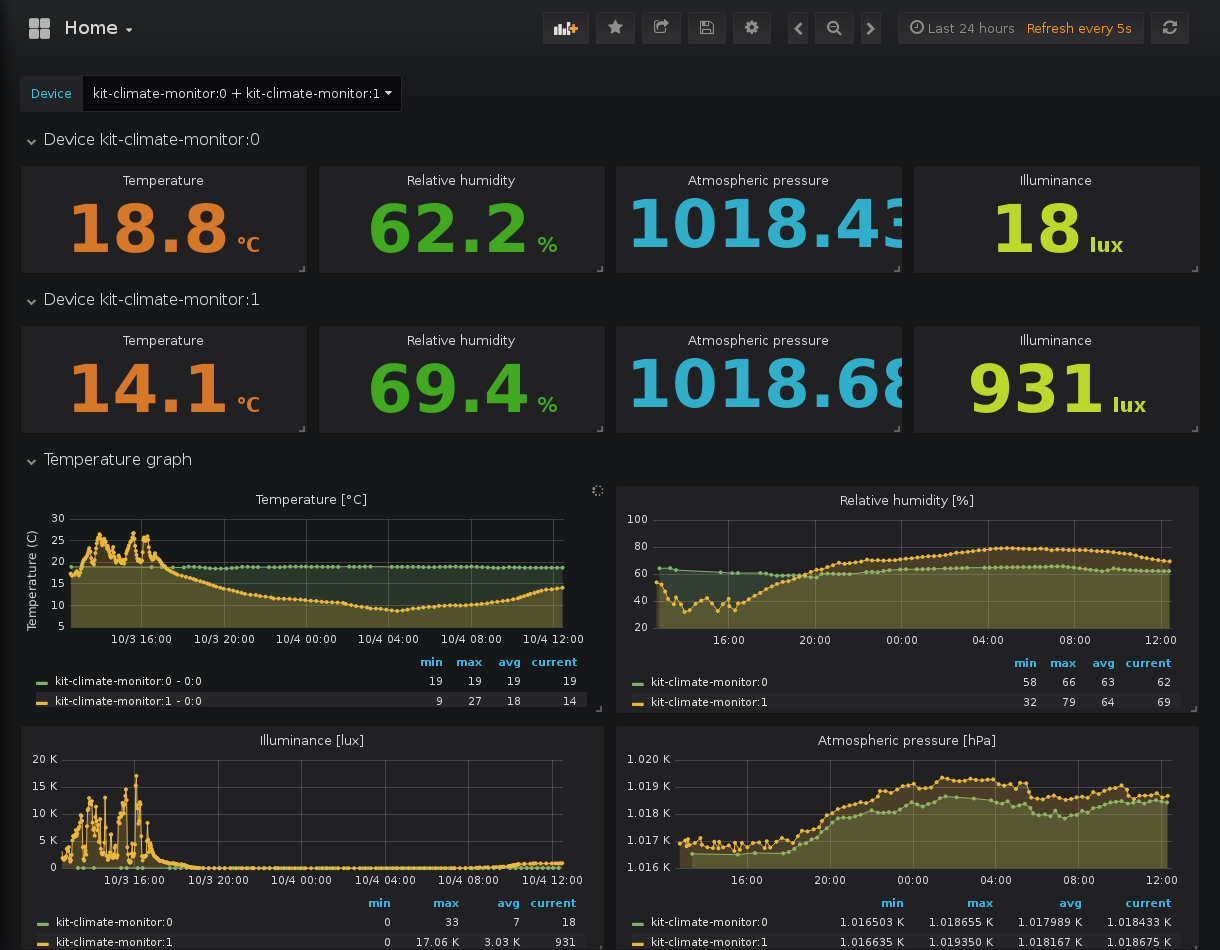 Home
Last 24 hours Refresh every 5s
Device kit-climate-monitor:0 + kit-climate-monitor:1
Device kit-climate-monitor:0
Temperature Relative humidity Atmospheric pressure Illuminance
18.8 °C 62.2 % 1018.43 18 lux
Device kit-climate-monitor:1
Temperature Relative humidity Atmospheric pressure Illuminance
14.1 °C 69.4 % 1018.68 931 lux
Temperature graph
Temperature [°C]
Temperature (C)
30
25
20
15
10
5
10/3 16:00 10/3 20:00 10/4 00:00 10/4 04:00 10/4 08:00 10/4 12:00
min max avg current
kit-climate-monitor:0 - 0:0 19 19 19 19
kit-climate-monitor:1 - 0:0 9 27 18 14
Relative humidity [%]
100
80
60
40
20
16:00 20:00 00:00 04:00 08:00 12:00
min max avg current
kit-climate-monitor:0 58 66 63 62
kit-climate-monitor:1 32 79 64 69
Illuminance [lux]
20 K
15 K
10 K
5 K
0
10/3 16:00 10/3 20:00 10/4 00:00 10/4 04:00 10/4 08:00 10/4 12:00
min max avg current
kit-climate-monitor:0 0 33 7 18
kit-climate-monitor:1 0 17.06 K 3.03 K 931
Atmospheric pressure [hPa]
1.020 K
1.019 K
1.018 K
1.017 K
1.016 K
16:00 20:00 00:00 04:00 08:00 12:00
min max avg current
kit-climate-monitor:0 1.016503 K 1.018655 K 1.017989 K 1.018433 K
kit-climate-monitor:1 1.016635 K 1.019350 K 1.018167 K 1.018675 K